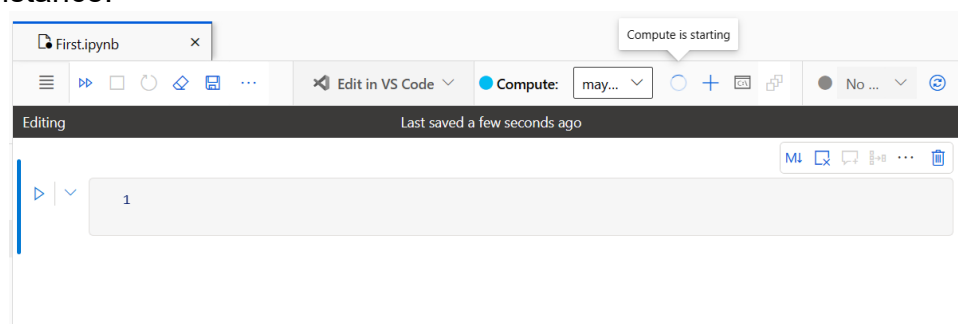 First.ipynb
Compute is starting
Edit in VS Code Compute: may... No ...
Editing Last saved a few seconds ago
M↓
1